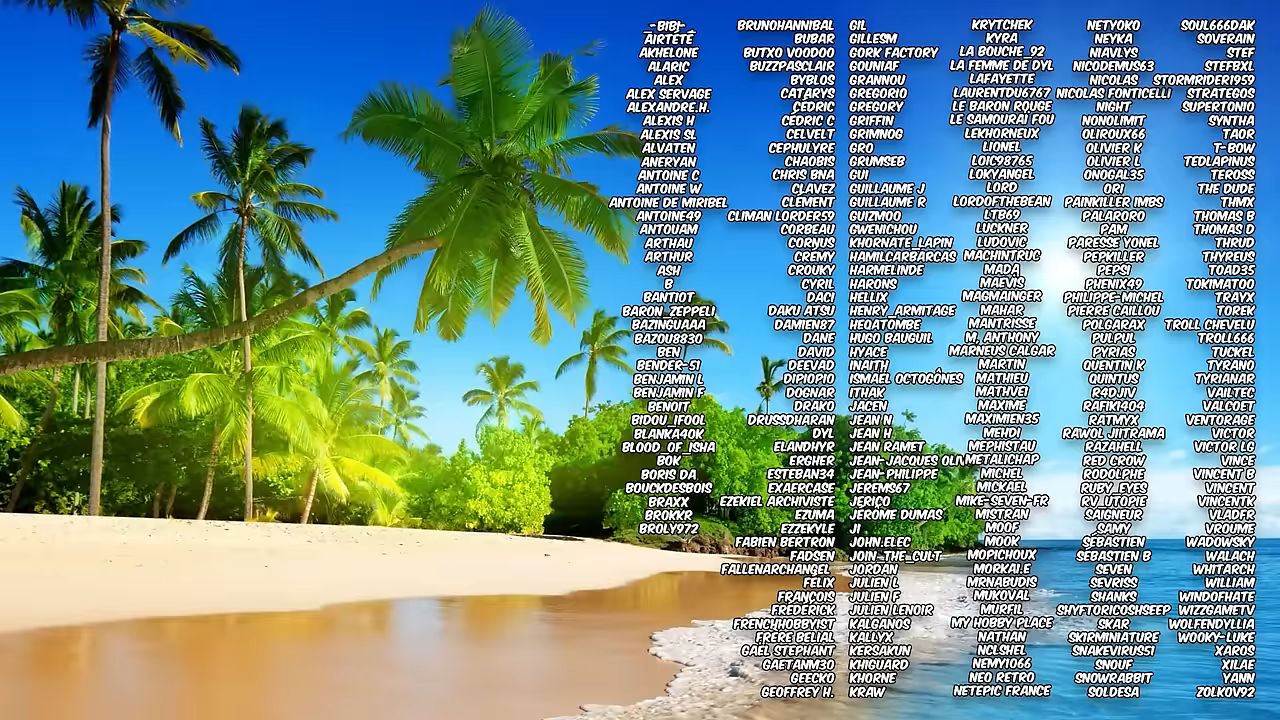 -BIBI-
AIRTÉTÉ
AKHELONE
ALARIC
ALEX
ALEX SERVAGE
ALEXANDRE.H.
ALEXIS H
ALEXIS SL
ALVATEN
ANERYAN
ANTOINE C
ANTOINE W
ANTOINE DE MIRIBEL
ANTOINE49
ANTOUAM
ARTHAU
ARTHUR
ASH
B
BANTIOT
BARON_ZEPPELI
BAZINGUAAA
BAZOU8830
BEN
BENDER-51
BENJAMIN L
BENJAMIN F
BENOIT
BIDOU_IFOOL
BLANKA40K
BLOOD_OF_ISHA
BOK
BORIS DA
BOUCKDESBOIS
BRAXX
BROKKR
BROLY972
BRUNOHANNIBAL
BUBAR
BUTXO VOODOO
BUZZPASCLAIR
BYBLOS
CATARYS
CÉDRIC
CÉDRIC C
CELVELT
CEPHULYRE
CHAOBIS
CHRIS BNA
CLAVEZ
CLÉMENT
CLIMAN LORDER59
CORBEAU
CORYUS
CREMY
CROUKY
CYRIL
DACI
DAKU ATSU
DAMIEN87
DANE
DAVID
DEEVAD
DIPIOPIO
DOGNAR
DRAKO
DRUSSDHARAN
DYL
ELANDHYR
ERGHER
ESTEBAN34
EXAEROASE
EZEKIEL ARCHIVISTE
EZUMA
EZZEKYLE
FABIEN BERTRON
FADSEN
FALLENARCHANGEL
FELIX
FRANÇOIS
FREDERICK
FRENCHHOBBYIST
FRÈRE BELIAL
GAEL STEPHANT
GAETANM30
GEECKO
GEOFFREY H.
GIL
GILLESM
GORK FACTORY
GOUNIAF
GRANNOU
GREGORIO
GREGORY
GRIFFIN
GRIMNOG
GRO
GRUMSEB
GUI
GUILLAUME J
GUILLAUME R
GUIZMOO
GWENICHOU
KHORNATE_LAPIN
HAMILCARBARCAS
HARMELINDE
HARONS
HELLIX
HENRY_ARMITAGE
HEQATOMBE
HUGO BAUGUIL
HYACE
INAITH
ISMAEL OCTOGÔNES
ITHAK
JACEN
JEAN N
JEAN H
JEAN RAMET
JEAN-JACQUES
JEAN-PHILIPPE
JEREMS67
JERICO
JEROME DUMAS
JI
JOHN.ELEC
JOIN_THE_CULT
JORDAN
JULIEN L
JULIEN F
JULIEN LENOIR
KALGANOS
KALLYX
KERSAKUN
KHIGUARD
KHORNE
KRAW
KRYTCHEK
KYRA
LA BOUCHE_92
LA FEMME DE DYL
LAFAYETTE
LAURENTDU6767
LE BARON ROUGE
LE SAMOURAÏ FOU
LEKHORNEUX
LIONEL
LOIC98765
LOKYANGEL
LORD
LORDOFTHEBEAN
LTB69
LUCKNER
LUDOVIC
MACHINTRUC
MADA
MAEVIS
MAGMAINGER
MAHAR
MANTRISSE
M. ANTHONY
MARNEUS CALGAR
MARTIN
MATHIEU
MATHVEI
MAXIME
MAXIMIEN35
MEHDI
MEPHISTAU
METALICHAP
MICHEL
MICKAEL
MIKE-SEVEN-FR.
MISTRAN
MOOF
MOOK
MOPICHOUX
MORKAI.E
MRNABUDIS
MUKOVAL
MURFIL
MY HOBBY PLACE
NATHAN
NCLSHEL
NEMY1066
NEO RETRO
NETEPIC FRANCE
NETYOKO
NEYKA
NIAVLYS
NICODEMUS63
NICOLAS
NICOLAS FONTICELLI
NIGHT
NONOLIMIT
OLIROUX66
OLIVIER K
OLIVIER L
ONOGAL35
ORI
PAINKILLER IMBS
PALARORO
PAM
PARESSE YONEL
PEPKILLER
PEPSI
PHENIX49
PHILIPPE-MICHEL
PIERRE CAILLOU
POLGARAX
PULPUL
PYRIAS
QUENTIN K
QUINTUS
R4DJIV
RAFIKI404
RATMYX
RAWOL JIITRAMA
REZAHELL
RED CROW
RODOLPHE
RPG-EYES
RVB UTOPIE
SAIGNEUR
SAMY
SÉBASTIEN
SÉBASTIEN B
SEVEN
SEVRISS
SHANKS
SHYFTORICOSHSEEP
SKAR
SKIRMINIATURE
SNAKEVIRUS51
SNOUF
SNOWRABBIT
SOLDESA
SOUL666DAK
SOVERAIN
STEF
STEFBXL
STORMRIDER1959
STRATEGOS
SUPERTONIO
SYNTHA
TAOR
T-BOW
TEDLAPINUS
TEROSS
THE DUDE
THMX
THOMAS B
THOMAS D
THRUD
THYREUS
TOAD35
TOKIMATOO
TRAYX
TOREK
TROLL CHEVELU
TROLL666
TUCKEL
TYRANO
TYRIANAR
VAILTEC
VALCOET
VENTORAGE
VICTOR
VICTOR LG
VINCE
VINCENT F
VINCENT
VINCENTK
VLADFR
VROUME
WADOWSKY
WALACH
WHITARCH
WILLIAM
WINDOFHATE
WIZZGAMETV
WOLFENDYLLIA
WOOKY-LUKE
XAROS
XILAE
YANN
ZOLKOV92